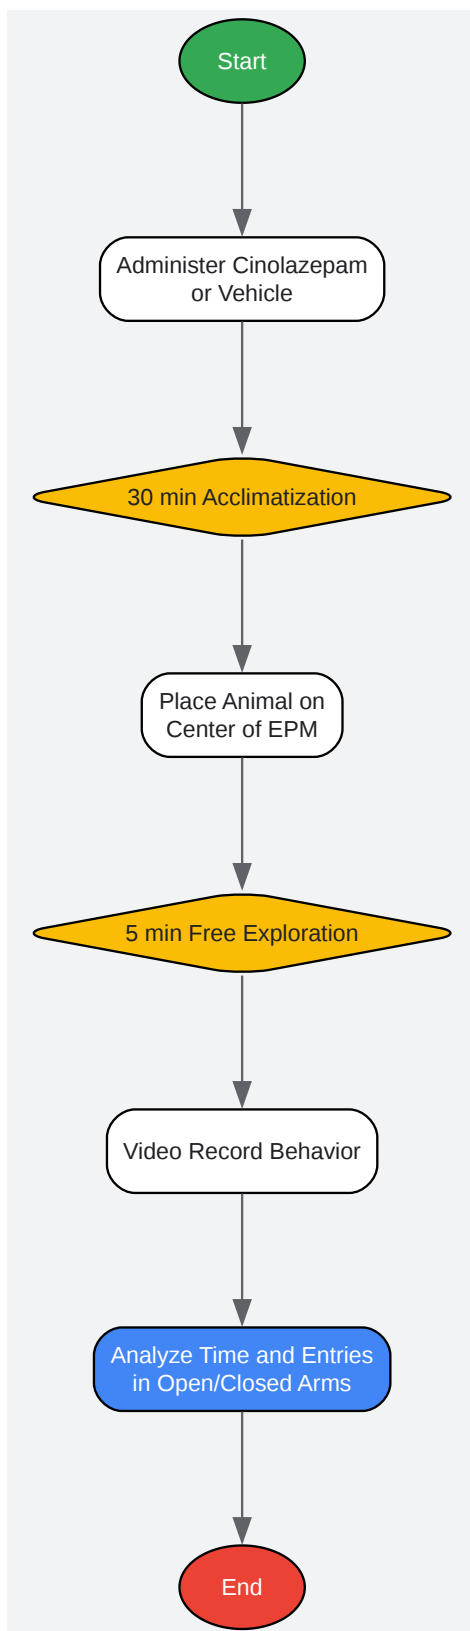 Start
Administer Cinolazepam
or Vehicle
30 min Acclimatization
Place Animal on
Center of EPM
5 min Free Exploration
Video Record Behavior
Analyze Time and Entries
in Open/Closed Arms
End